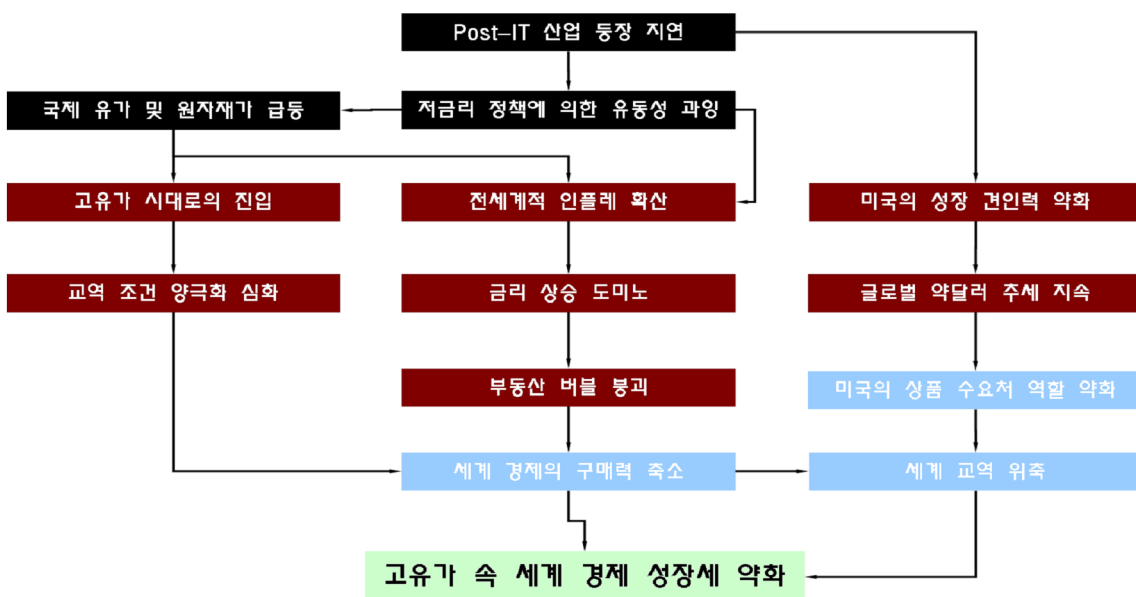 Post-IT 산업 등장 지연
국제 유가 및 원자재가 급등
저금리 정책에 의한 유동성 과잉
고유가 시대로의 진입
전세계적 인플레 확산
미국의 성장 견인력 약화
교역 조건 양극화 심화
금리 상승 도미노
글로벌 약달러 추세 지속
부동산 버블 붕괴
미국의 상품 수요처 역할 약화
세계 경제의 구매력 축소
세계 교역 위축
고유가 속 세계 경제 성장세 약화